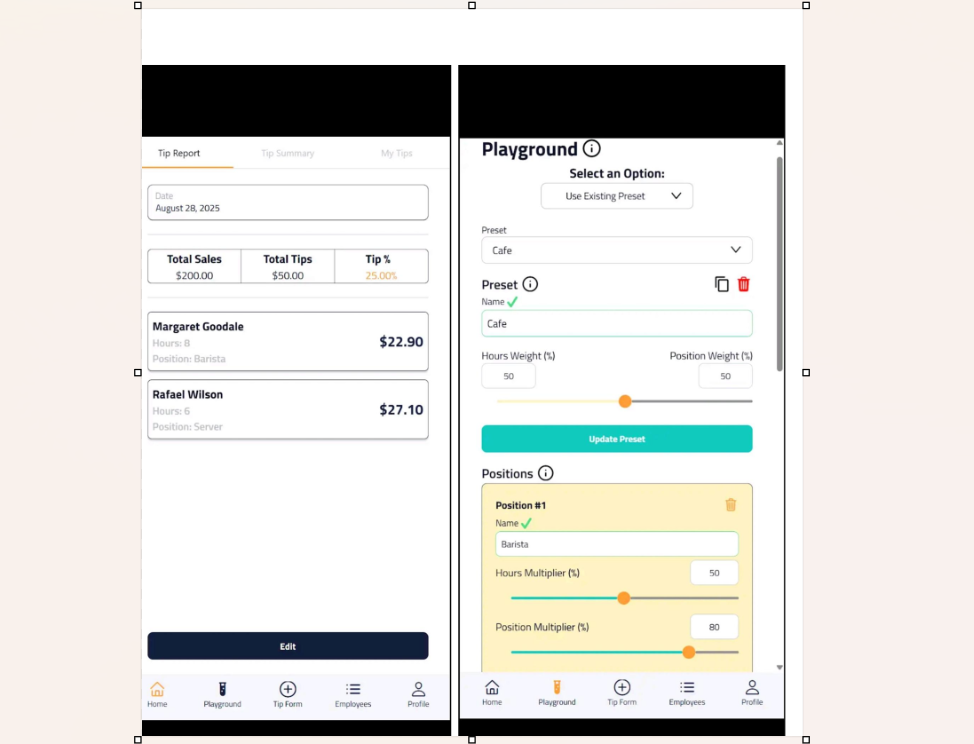 Tip Report Tip Summary My Tips
Date
August 28, 2025
Total Sales Total Tips Tip %
$200.00 $50.00 25.00%
Margaret Goodale
Hours: 8
Position: Barista
$22.90
Rafael Wilson
Hours: 6
Position: Server
$27.10
Edit
Home Playground Tip Form Employees Profile
Playground
Select an Option:
Use Existing Preset
Preset
Cafe
Preset
Name
Cafe
Hours Weight (%) Position Weight (%)
50 50
Update Preset
Positions
Position #1
Name
Barista
Hours Multiplier (%) 50
Position Multiplier (%) 80
Home Playground Tip Form Employees Profile